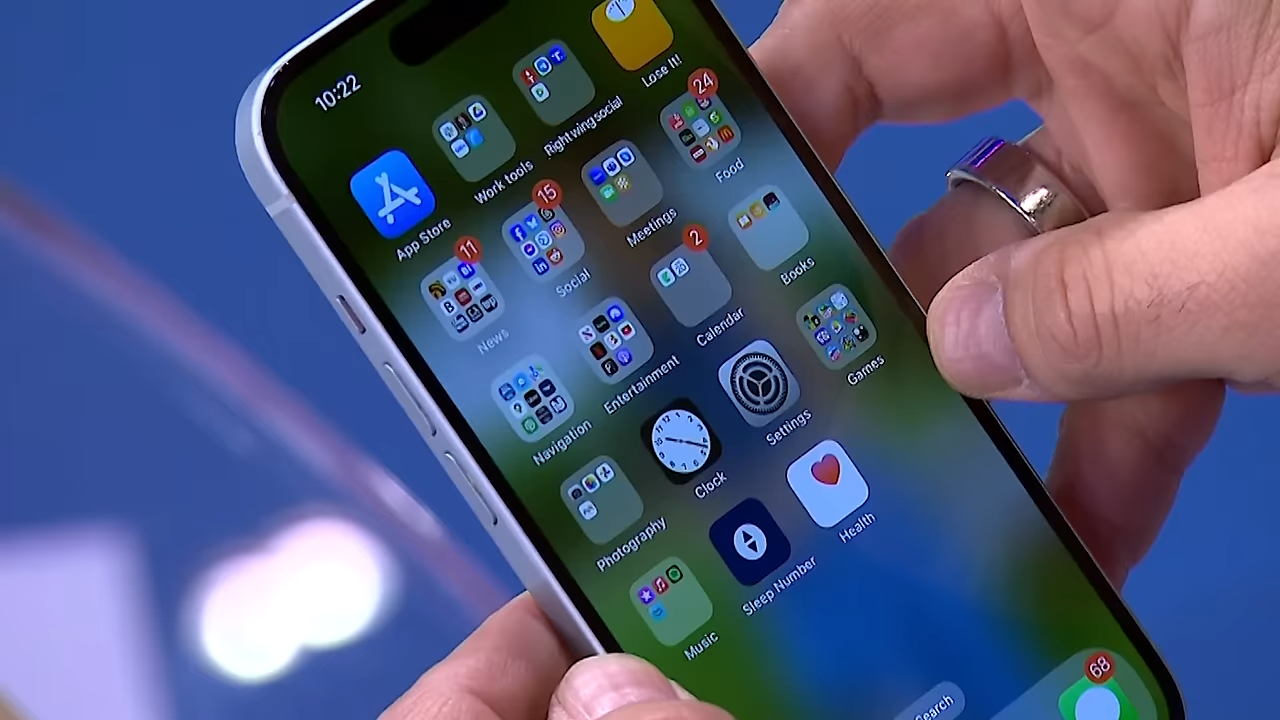 10:22
App Store
Work tools
Right wing social
Lose It!
11
News
15
Social
Meetings
24
Food
Navigation
Entertainment
2
Calendar
Books
Photography
Clock
Settings
Games
Music
Sleep Number
Health
Search
68